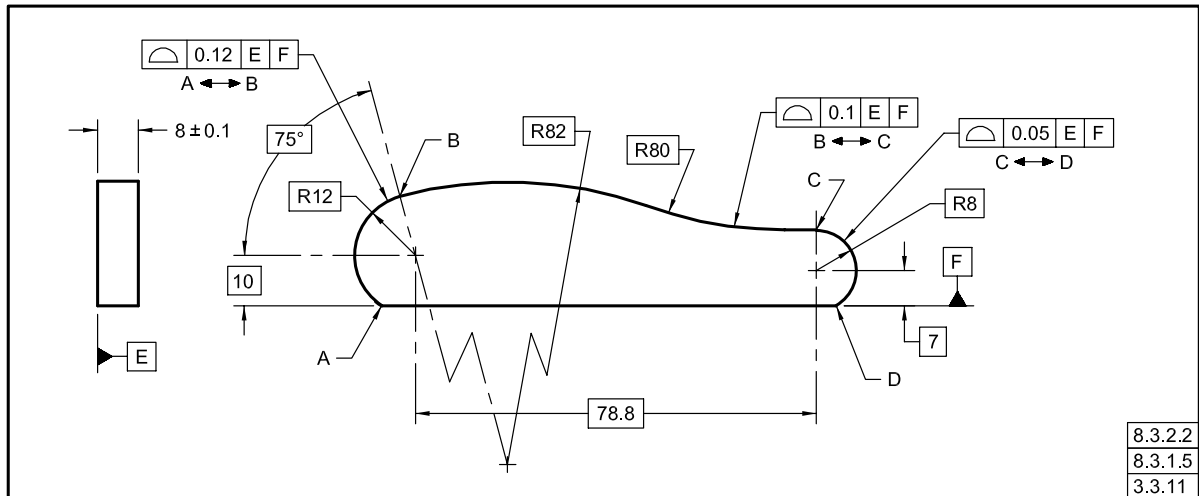 0.12 E F
A B
8 ± 0.1
75°
B
R82
R80
0.1 E F
B C
0.05 E F
C D
C
R12
R8
10
F
E
A
7
D
78.8
8.3.2.2
8.3.1.5
3.3.11